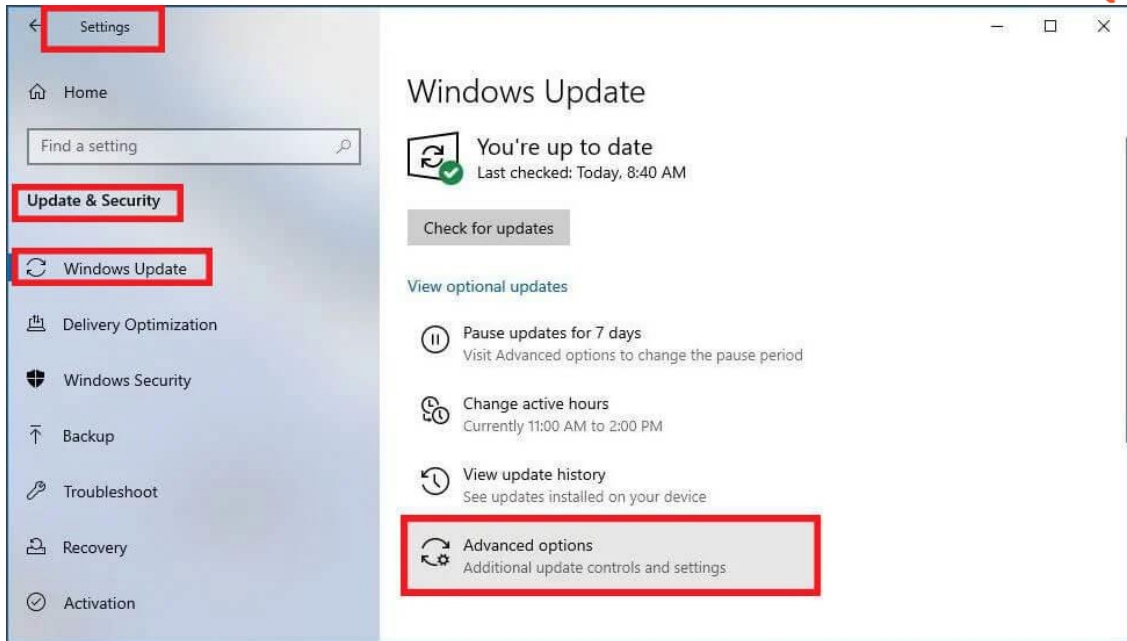 Settings
Home
Find a setting
Update & Security
Windows Update
Delivery Optimization
Windows Security
Backup
Troubleshoot
Recovery
Activation
Windows Update
You're up to date
Last checked: Today, 8:40 AM
Check for updates
View optional updates
Pause updates for 7 days
Visit Advanced options to change the pause period
Change active hours
Currently 11:00 AM to 2:00 PM
View update history
See updates installed on your device
Advanced options
Additional update controls and settings